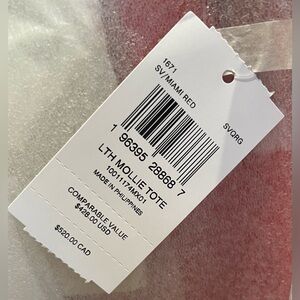 1671
SV/MIAMI RED
SVQRG
1 96395 28868 7
LTH MOLLIE TOTE
10011174MX01
MADE IN PHILIPPINES
COMPARABLE VALUE
$428.00 USD
$520.00 CAD